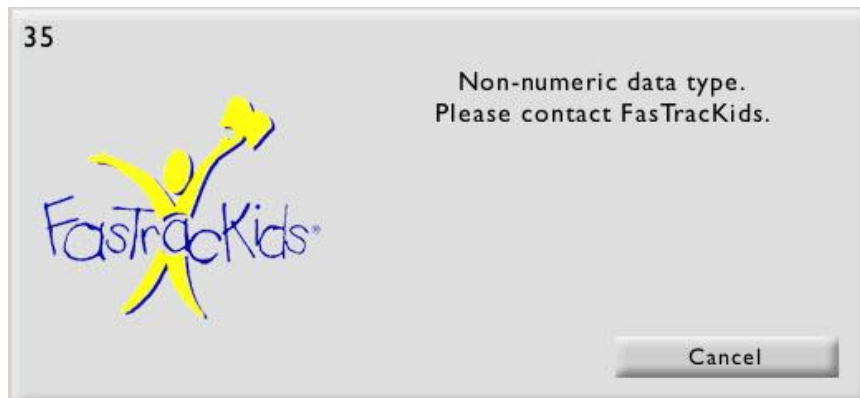 35
Non-numeric data type.
Please contact FasTracKids.
FasTracKids®
Cancel